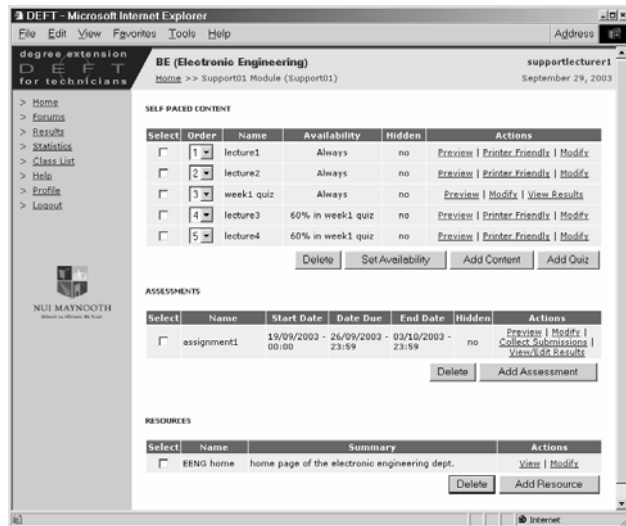 DEFT - Microsoft Internet Explorer
File Edit View Favorites Tools Help Address
degree extension
DEFT
for technicians
BE (Electronic Engineering) supportlecturer1
Home >> Support01 Module (Support01) September 29, 2003
> Home
> Forums
> Results
> Statistics
> Class List
> Help
> Profile
> Logout
NUI MAYNOOTH
SELF PACED CONTENT
Select Order Name Availability Hidden Actions
1 lecture1 Always no Preview | Printer Friendly | Modify
2 lecture2 Always no Preview | Printer Friendly | Modify
3 week1 quiz Always no Preview | Modify | View Results
4 lecture3 60% in week1 quiz no Preview | Printer Friendly | Modify
5 lecture4 60% in week1 quiz no Preview | Printer Friendly | Modify
Delete Set Availability Add Content Add Quiz
ASSESSMENTS
Select Name Start Date Date Due End Date Hidden Actions
assignment1 19/09/2003 - 00:00 26/09/2003 - 23:59 03/10/2003 - 23:59 no Preview | Modify | Collect Submissions | View/Edit Results
Delete Add Assessment
RESOURCES
Select Name Summary Actions
EENG home home page of the electronic engineering dept. View | Modify
Delete Add Resource
Internet